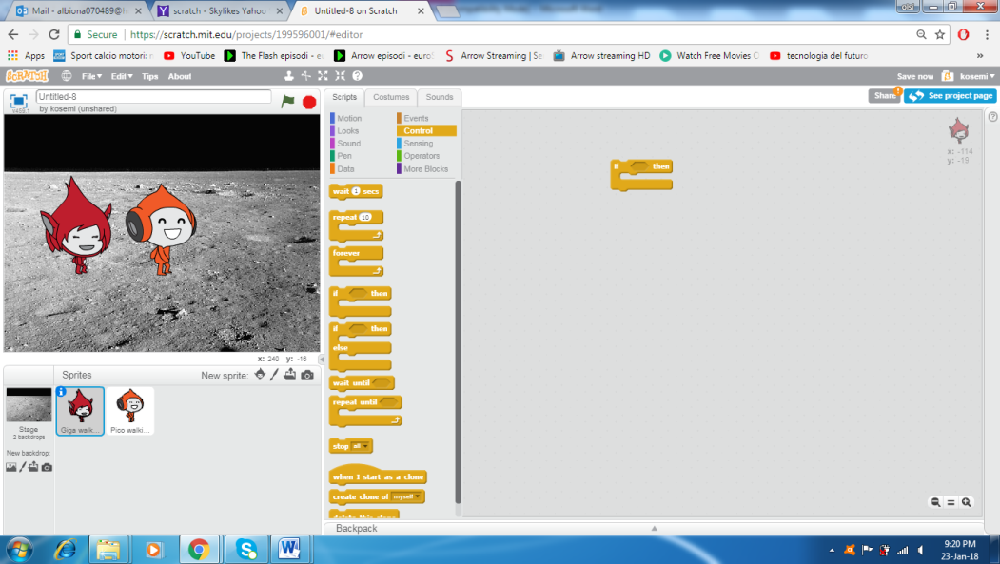 Mail - albiona070489@h
scratch - Skylikes Yahoo
Untitled-8 on Scratch
Secure https://scratch.mit.edu/projects/199596001/#editor
Apps Sport calcio motori: YouTube The Flash episodi - e Arrow episodi - euro Arrow Streaming | Se Arrow streaming HD Watch Free Movies C tecnologia del futuro
SCRATCH File Edit Tips About Save now kosemi
Untitled-8
by kosemi (unshared)
Scripts Costumes Sounds
Share See project page
Motion Events
Looks Control
Sound Sensing
Pen Operators
Data More Blocks
wait 1 secs
repeat 10
forever
if then
if then
else
wait until
repeat until
stop all
when I start as a clone
create clone of myself
delete this clone
if then
x: -114
y: -19
x: 240 y: -16
Sprites New sprite:
Stage
2 backdrops
New backdrop:
Giga walk...
Pico walki...
Backpack
9:20 PM
23-Jan-18